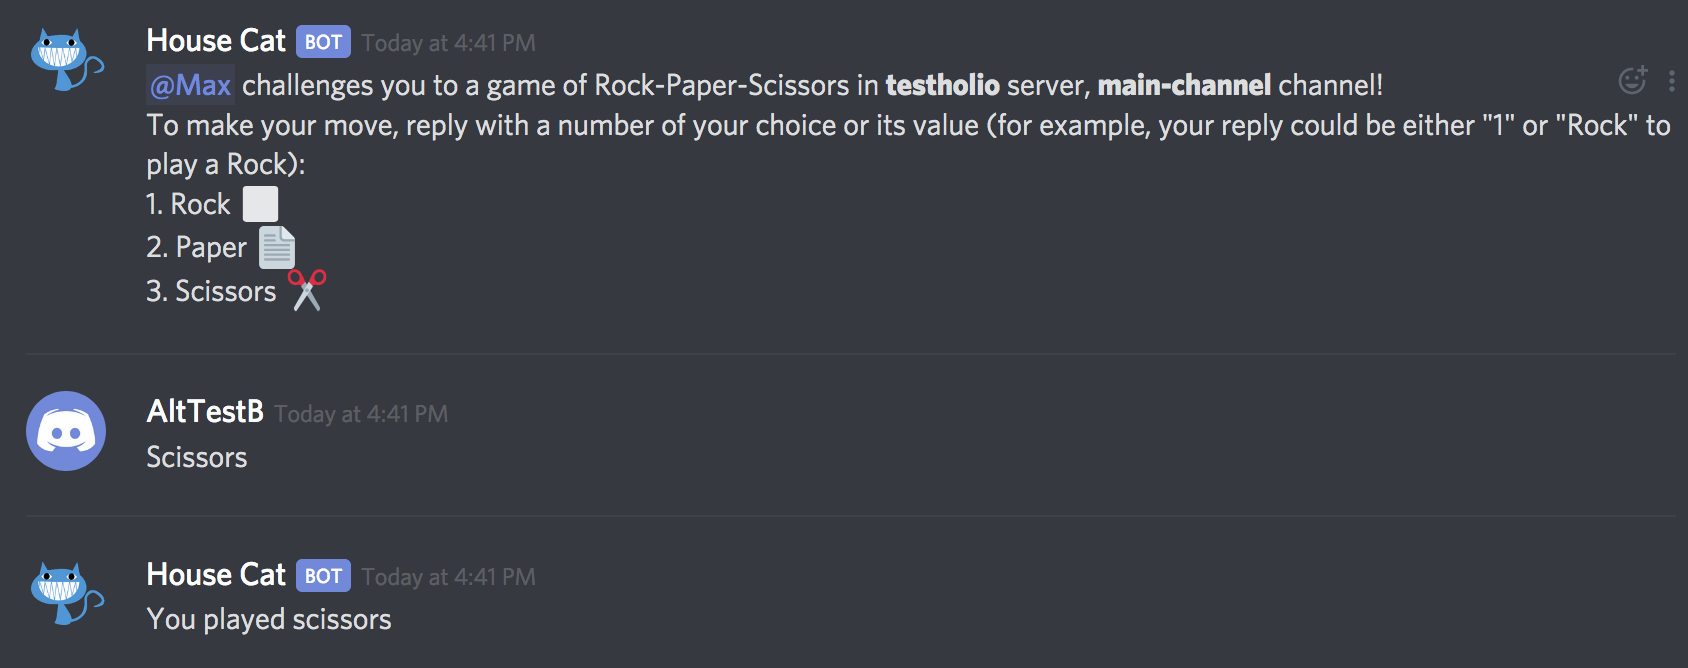 House Cat BOT Today at 4:41 PM
@Max challenges you to a game of Rock-Paper-Scissors in testholio server, main-channel channel!
To make your move, reply with a number of your choice or its value (for example, your reply could be either "1" or "Rock" to
play a Rock):
1. Rock
2. Paper
3. Scissors
AltTestB Today at 4:41 PM
Scissors
House Cat BOT Today at 4:41 PM
You played scissors